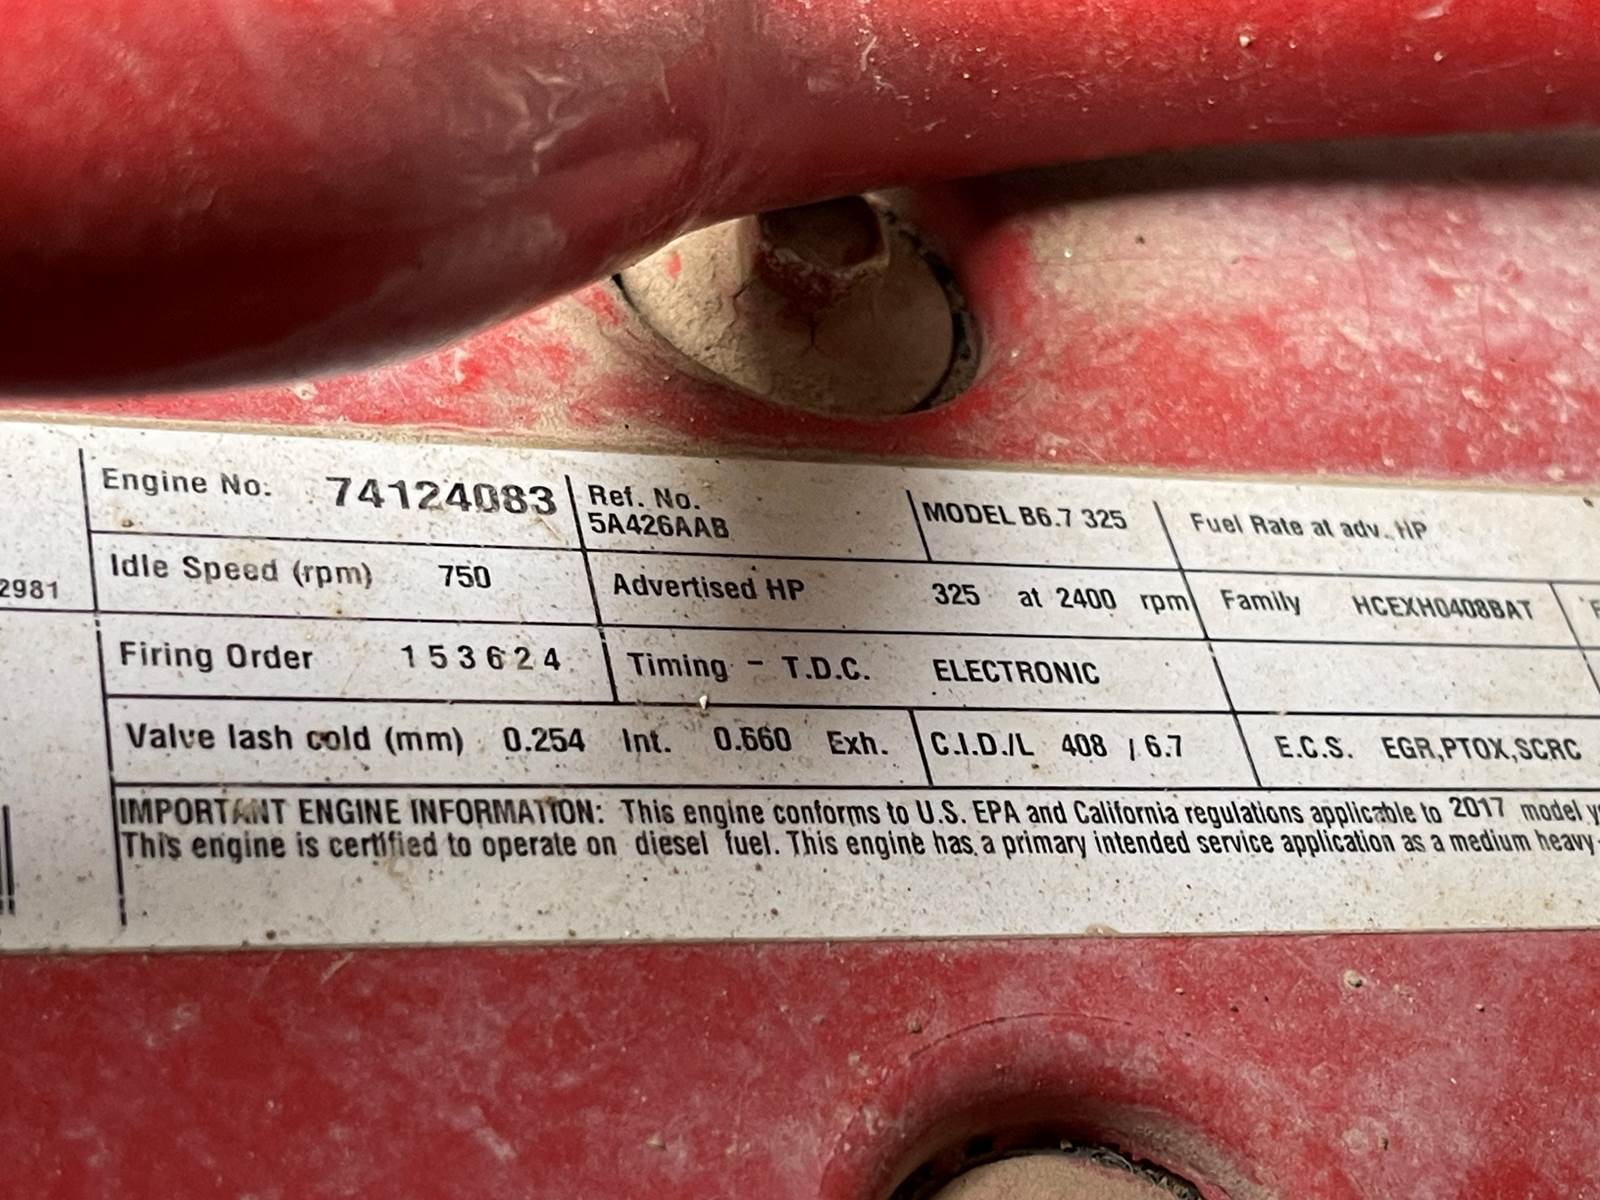 Engine No. 74124083
Ref. No.
5A426AAB
MODEL B6.7 325
Fuel Rate at adv. HP
2981
Idle Speed (rpm) 750
Advertised HP 325 at 2400 rpm
Family HCEXH0408BAT
Firing Order 1 5 3 6 2 4
Timing - T.D.C. ELECTRONIC
Valve lash cold (mm) 0.254 Int. 0.660 Exh.
C.I.D./L 408 / 6.7
E.C.S. EGR,PTOX,SCRC
IMPORTANT ENGINE INFORMATION: This engine conforms to U.S. EPA and California regulations applicable to 2017 model
This engine is certified to operate on diesel fuel. This engine has a primary intended service application as a medium heavy-